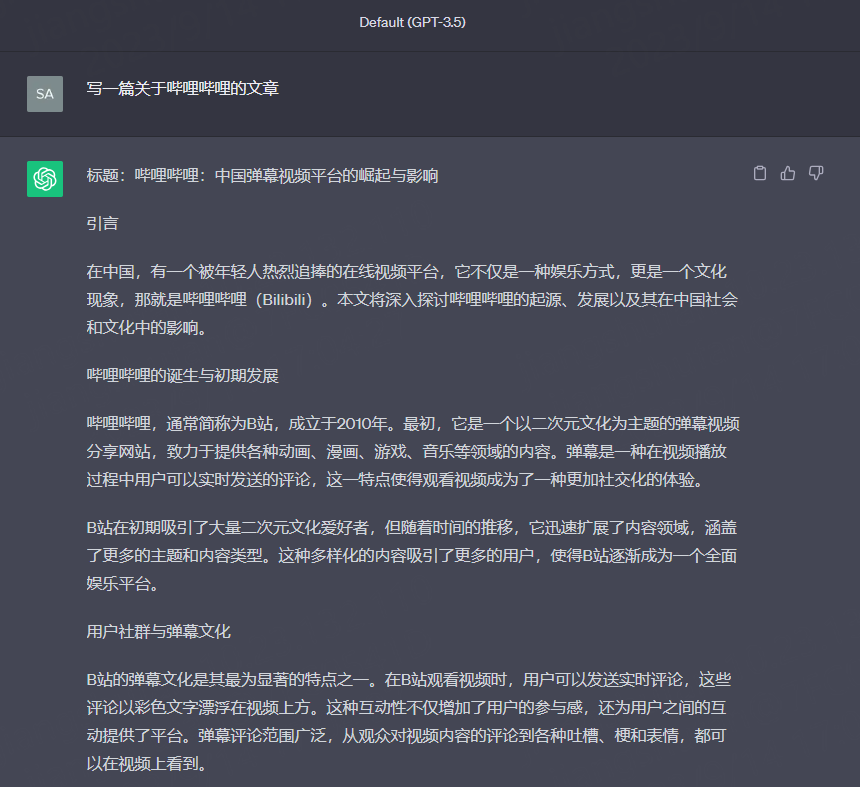 Default (GPT-3.5)
SA
写一篇关于哔哩哔哩的文章
标题：哔哩哔哩：中国弹幕视频平台的崛起与影响
引言
在中国，有一个被年轻人热烈追捧的在线视频平台，它不仅是一种娱乐方式，更是一个文化
现象，那就是哔哩哔哩（Bilibili）。本文将深入探讨哔哩哔哩的起源、发展以及其在中国社会
和文化中的影响。
哔哩哔哩的诞生与初期发展
哔哩哔哩，通常简称为B站，成立于2010年。最初，它是一个以二次元文化为主题的弹幕视频
分享网站，致力于提供各种动画、漫画、游戏、音乐等领域的内容。弹幕是一种在视频播放
过程中用户可以实时发送的评论，这一特点使得观看视频成为了一种更加社交化的体验。
B站在初期吸引了大量二次元文化爱好者，但随着时间的推移，它迅速扩展了内容领域，涵盖
了更多的主题和内容类型。这种多样化的内容吸引了更多的用户，使得B站逐渐成为一个全面
娱乐平台。
用户社群与弹幕文化
B站的弹幕文化是其最为显著的特点之一。在B站观看视频时，用户可以发送实时评论，这些
评论以彩色文字漂浮在视频上方。这种互动性不仅增加了用户的参与感，还为用户之间的互
动提供了平台。弹幕评论范围广泛，从观众对视频内容的评论到各种吐槽、梗和表情，都可
以在视频上看到。